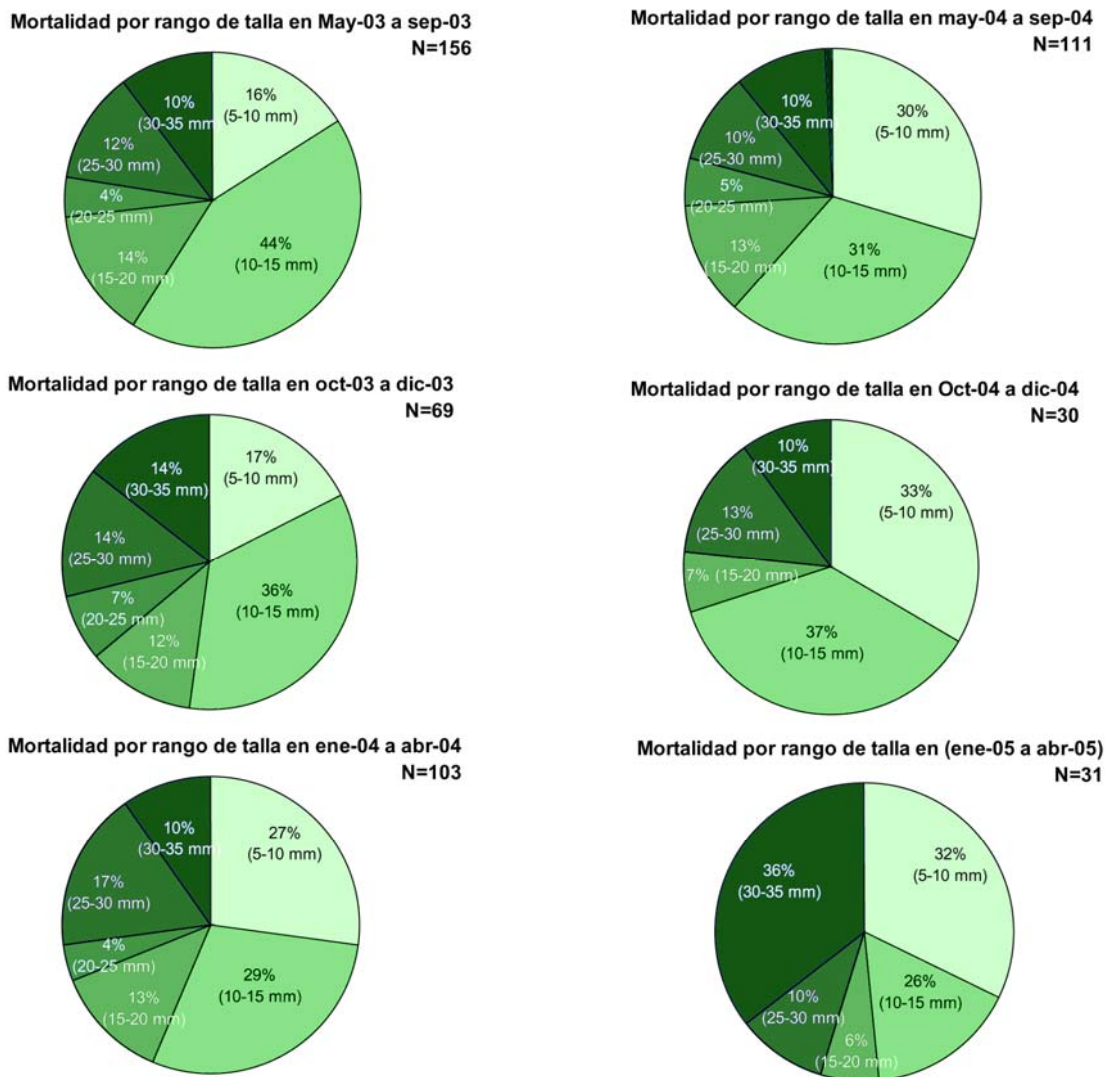 Mortalidad por rango de talla en May-03 a sep-03
N=156
16%
(5-10 mm)
44%
(10-15 mm)
14%
(15-20 mm)
4%
(20-25 mm)
12%
(25-30 mm)
10%
(30-35 mm)
Mortalidad por rango de talla en may-04 a sep-04
N=111
30%
(5-10 mm)
31%
(10-15 mm)
13%
(15-20 mm)
5%
(20-25 mm)
10%
(25-30 mm)
10%
(30-35 mm)
Mortalidad por rango de talla en oct-03 a dic-03
N=69
17%
(5-10 mm)
36%
(10-15 mm)
12%
(15-20 mm)
7%
(20-25 mm)
14%
(25-30 mm)
14%
(30-35 mm)
Mortalidad por rango de talla en Oct-04 a dic-04
N=30
33%
(5-10 mm)
37%
(10-15 mm)
7% (15-20 mm)
13%
(25-30 mm)
10%
(30-35 mm)
Mortalidad por rango de talla en ene-04 a abr-04
N=103
27%
(5-10 mm)
29%
(10-15 mm)
13%
(15-20 mm)
4%
(20-25 mm)
17%
(25-30 mm)
10%
(30-35 mm)
Mortalidad por rango de talla en (ene-05 a abr-05)
N=31
32%
(5-10 mm)
26%
(10-15 mm)
6%
(15-20 mm)
10%
(25-30 mm)
36%
(30-35 mm)